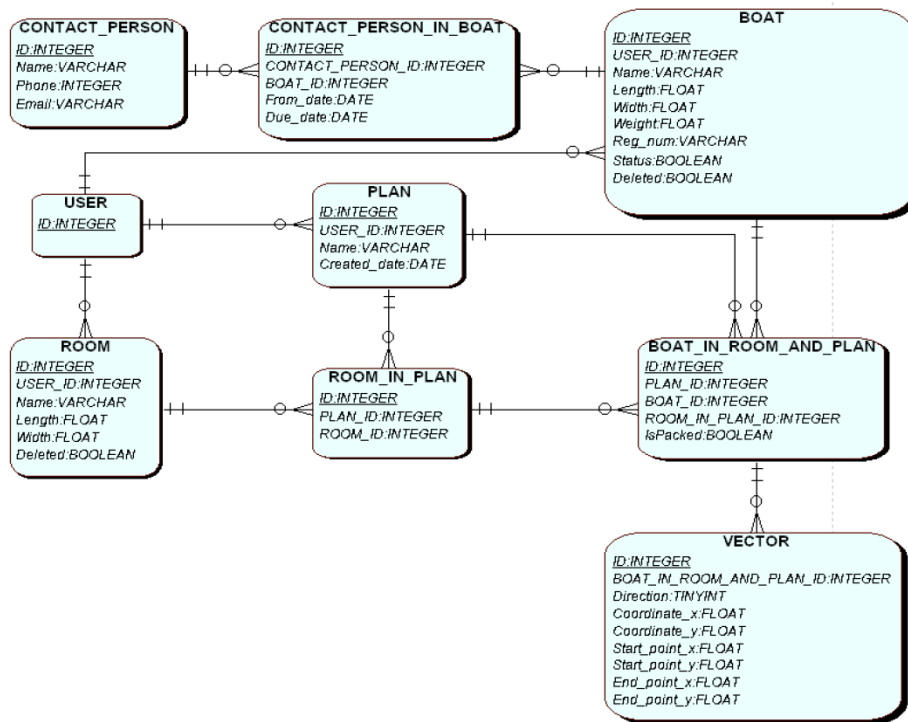 CONTACT_PERSON
ID:INTEGER
Name:VARCHAR
Phone:INTEGER
Email:VARCHAR
CONTACT_PERSON_IN_BOAT
ID:INTEGER
CONTACT_PERSON_ID:INTEGER
BOAT_ID:INTEGER
From_date:DATE
Due_date:DATE
BOAT
ID:INTEGER
USER_ID:INTEGER
Name:VARCHAR
Length:FLOAT
Width:FLOAT
Weight:FLOAT
Reg_num:VARCHAR
Status:BOOLEAN
Deleted:BOOLEAN
USER
ID:INTEGER
PLAN
ID:INTEGER
USER_ID:INTEGER
Name:VARCHAR
Created_date:DATE
ROOM
ID:INTEGER
USER_ID:INTEGER
Name:VARCHAR
Length:FLOAT
Width:FLOAT
Deleted:BOOLEAN
ROOM_IN_PLAN
ID:INTEGER
PLAN_ID:INTEGER
ROOM_ID:INTEGER
BOAT_IN_ROOM_AND_PLAN
ID:INTEGER
PLAN_ID:INTEGER
BOAT_ID:INTEGER
ROOM_IN_PLAN_ID:INTEGER
IsPacked:BOOLEAN
VECTOR
ID:INTEGER
BOAT_IN_ROOM_AND_PLAN_ID:INTEGER
Direction:TINYINT
Coordinate_x:FLOAT
Coordinate_y:FLOAT
Start_point_x:FLOAT
Start_point_y:FLOAT
End_point_x:FLOAT
End_point_y:FLOAT